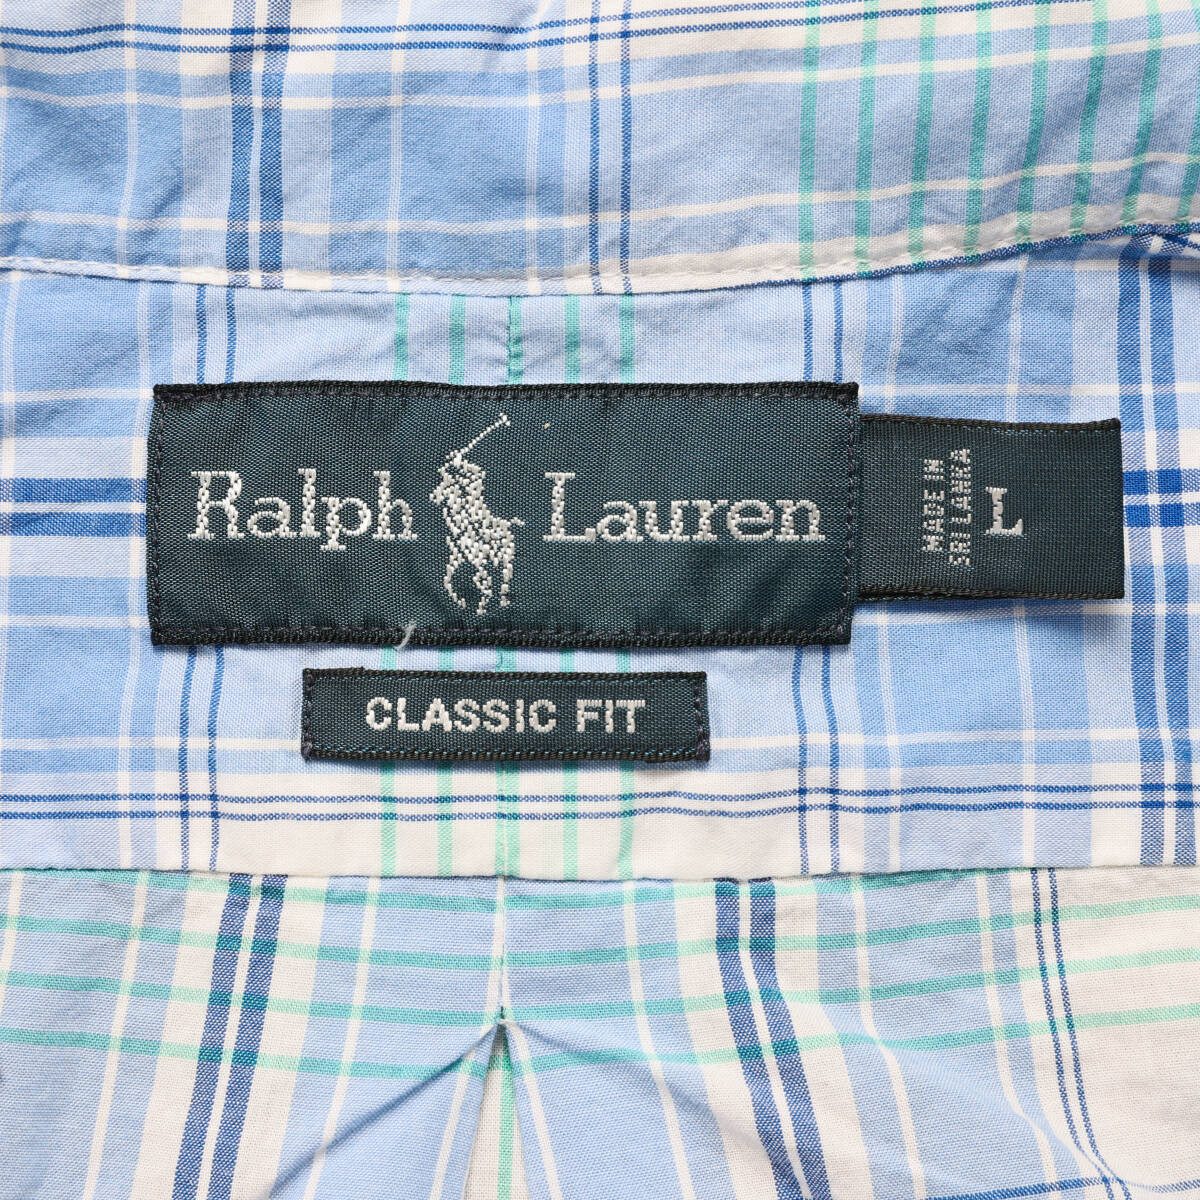 Ralph Lauren
MADE IN
SRI LANKA
L
CLASSIC FIT